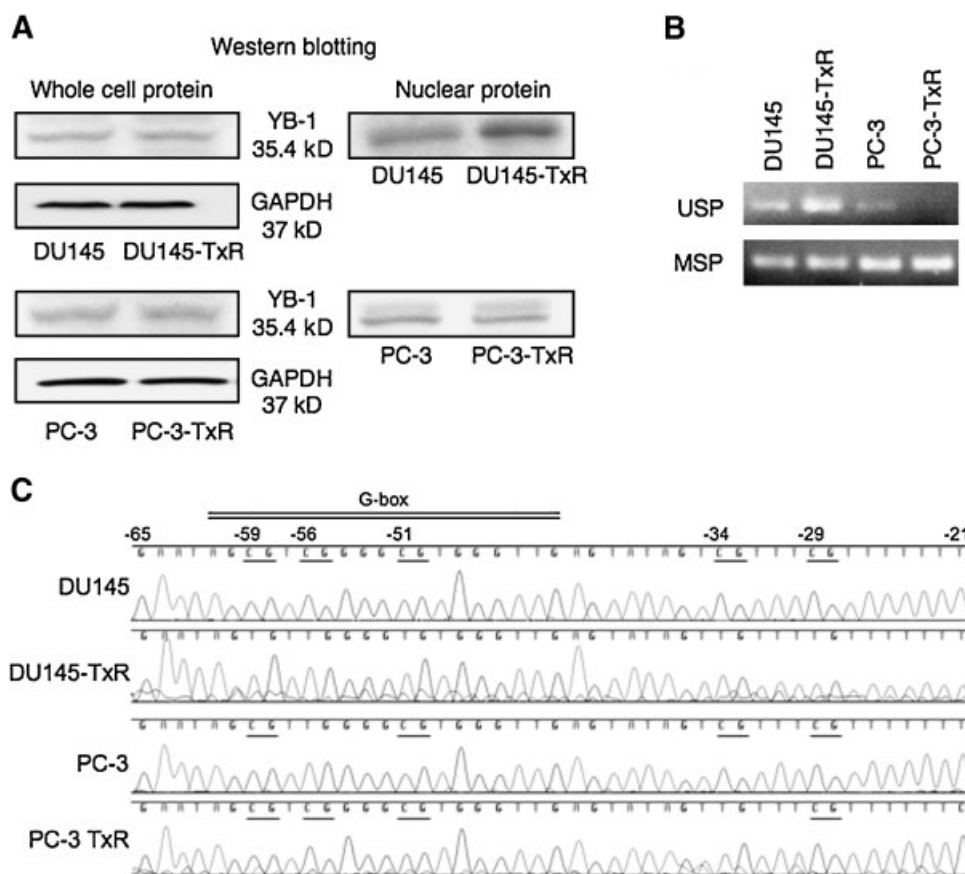 A
Western blotting
Whole cell protein
Nuclear protein
YB-1
35.4 kD
DU145 DU145-TxR
GAPDH
37 kD
DU145 DU145-TxR
YB-1
35.4 kD
PC-3 PC-3-TxR
GAPDH
37 kD
PC-3 PC-3-TxR
B
DU145
DU145-TxR
PC-3
PC-3-TxR
USP
MSP
C
G-box
-65 -59 -56 -51 -34 -29 -21
G A A T A G C G T C G G G G C G T G G G T T G A G T A T A G T C G T T T C G T T T T T T T
DU145
G A A T A G T G T T G G G G T G T G G G T T G A G T A T A G T T G T T T T G T T T T T T T
DU145-TxR
G A A T A G C G T T G G G G C G T G G G T T G A G T A T A G T C G T T T C G T T T T T T T
PC-3
G A A T A G C G T C G G G G C G T G G G T T G A G T A T A G T T G T T T C G T T T T T T C
PC-3 TxR